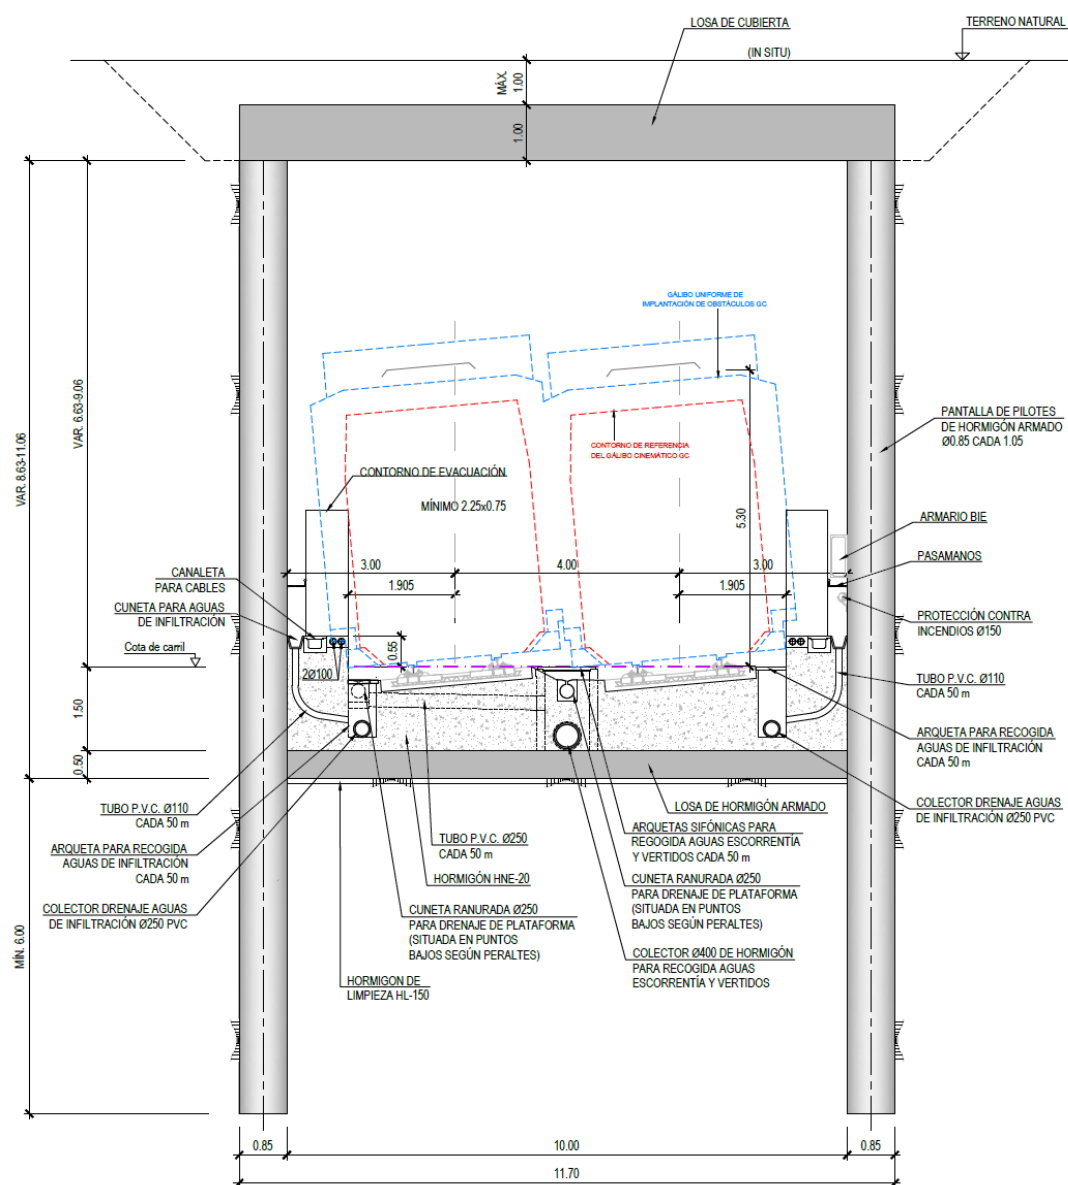 LOSA DE CUBIERTA
TERRENO NATURAL
(IN SITU)
MÁX.
1.00
1.00
GÁLIBO UNIFORME DE
IMPLANTACIÓN DE OBSTÁCULOS GC
VAR. 8.63-11.06
VAR. 6.63-9.06
CONTORNO DE REFERENCIA
DEL GÁLIBO CINEMÁTICO GC
PANTALLA DE PILOTES
DE HORMIGÓN ARMADO
Ø0.85 CADA 1.05
CONTORNO DE EVACUACIÓN
MÍNIMO 2.25x0.75
5.30
ARMARIO BIE
PASAMANOS
3.00
4.00
3.00
1.905
1.905
CANALETA
PARA CABLES
CUNETA PARA AGUAS
DE INFILTRACIÓN
PROTECCIÓN CONTRA
INCENDIOS Ø150
Cota de carril
0.55
2Ø100
TUBO P.V.C. Ø110
CADA 50 m
1.50
0.50
ARQUETA PARA RECOGIDA
AGUAS DE INFILTRACIÓN
CADA 50 m
TUBO P.V.C. Ø110
CADA 50 m
LOSA DE HORMIGÓN ARMADO
COLECTOR DRENAJE AGUAS
DE INFILTRACIÓN Ø250 PVC
ARQUETA PARA RECOGIDA
AGUAS DE INFILTRACIÓN
CADA 50 m
TUBO P.V.C. Ø250
CADA 50 m
ARQUETAS SIFÓNICAS PARA
REGOGIDA AGUAS ESCORRENTÍA
Y VERTIDOS CADA 50 m
HORMIGÓN HNE-20
CUNETA RANURADA Ø250
PARA DRENAJE DE PLATAFORMA
(SITUADA EN PUNTOS
BAJOS SEGÚN PERALTES)
COLECTOR DRENAJE AGUAS
DE INFILTRACIÓN Ø250 PVC
CUNETA RANURADA Ø250
PARA DRENAJE DE PLATAFORMA
(SITUADA EN PUNTOS
BAJOS SEGÚN PERALTES)
COLECTOR Ø400 DE HORMIGÓN
PARA RECOGIDA AGUAS
ESCORRENTÍA Y VERTIDOS
MÍN. 6.00
HORMIGON DE
LIMPIEZA HL-150
0.85
10.00
0.85
11.70